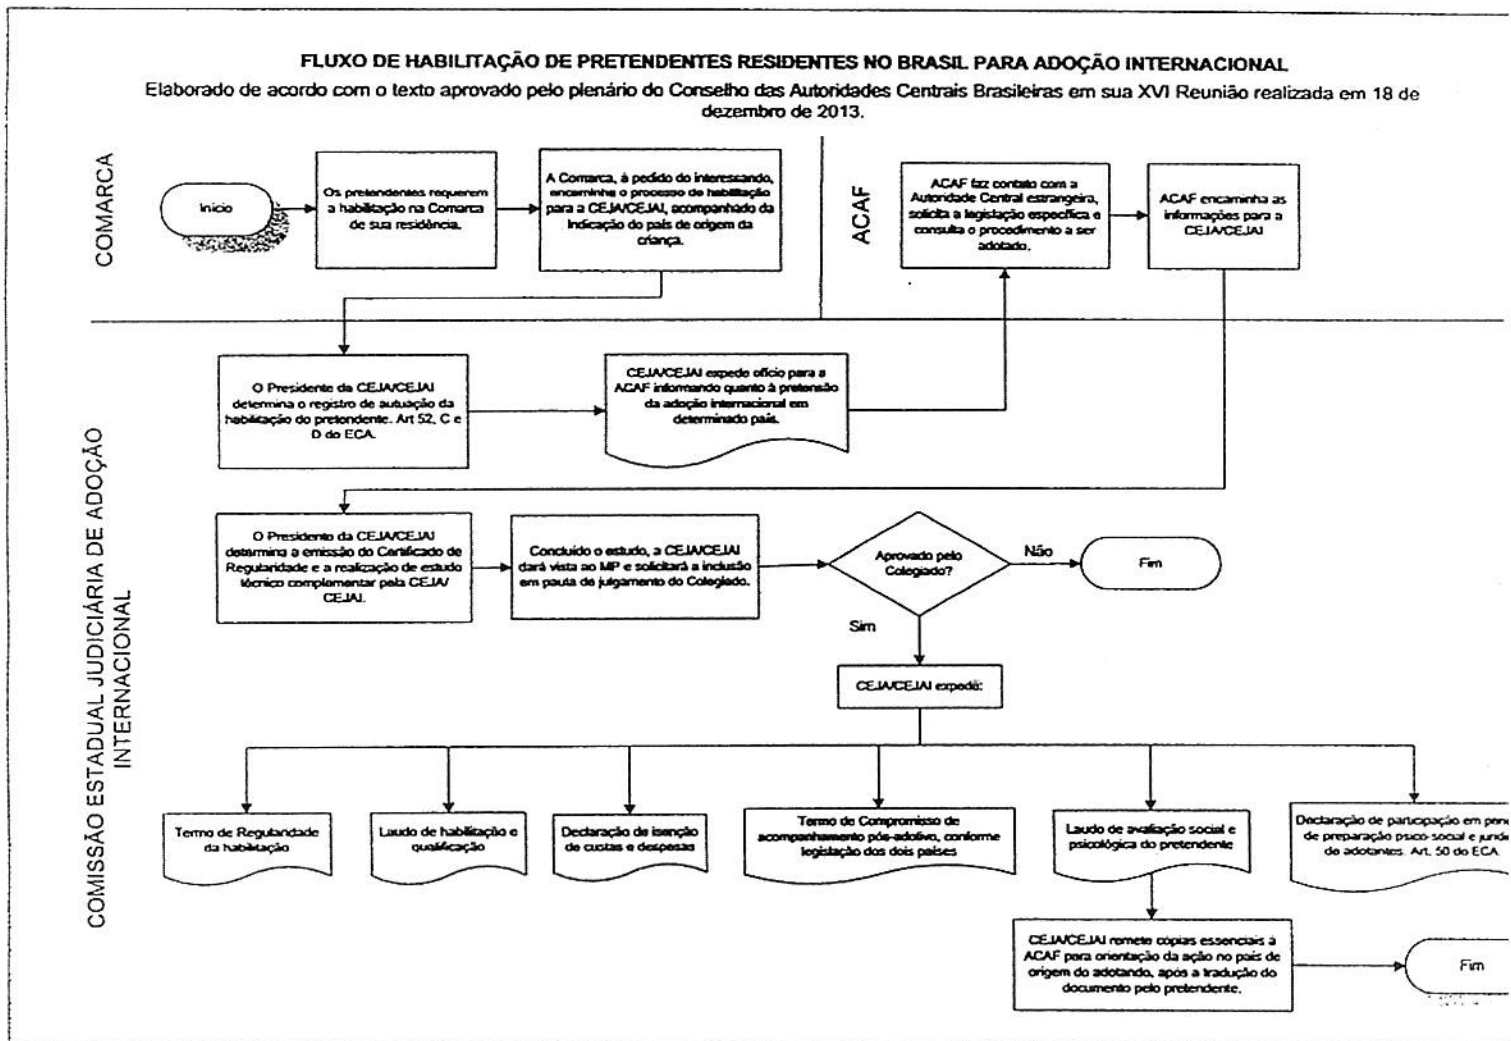 FLUXO DE HABILITAÇÃO DE PRETENDENTES RESIDENTES NO BRASIL PARA ADOÇÃO INTERNACIONAL
Elaborado de acordo com o texto aprovado pelo plenário do Conselho das Autoridades Centrais Brasileiras em sua XVI Reunião realizada em 18 de
dezembro de 2013.
COMARCA
Início
Os pretendentes requerem
a habilitação na Comarca
de sua residência.
A Comarca, à pedido do interessando,
encaminha o processo de habilitação
para a CEJA/CEJAI, acompanhado da
Indicação do país de origem da
criança.
ACAF
ACAF faz contato com a
Autoridade Central estrangeira,
solicita a legislação específica e
consulta o procedimento a ser
adotado.
ACAF encaminha as
informações para a
CEJA/CEJAI
COMISSÃO ESTADUAL JUDICIÁRIA DE ADOÇÃO
INTERNACIONAL
O Presidente da CEJA/CEJAI
determina o registro de autuação da
habilitação do pretendente. Art 52, C e
D do ECA.
CEJA/CEJAI expede ofício para a
ACAF informando quanto à pretensão
da adoção internacional em
determinado país.
O Presidente da CEJA/CEJAI
determina a emissão do Certificado de
Regularidade e a realização de estudo
técnico complementar pela CEJA/
CEJAI.
Concluído o estudo, a CEJA/CEJAI
dará vista ao MP e solicitará a inclusão
em pauta de julgamento do Colegiado.
Aprovado pelo
Colegiado?
Não
Fim
Sim
CEJA/CEJAI expedê:
Termo de Regularidade
da habilitação
Laudo de habilitação e
qualificação
Declaração de isenção
de custas e despesas
Termo de Compromisso de
acompanhamento pós-adotivo, conforme
legislação dos dois países
Laudo de avaliação social e
psicológica do pretendente
Declaração de participação em
de preparação psico-social e
de adotantes. Art. 50 do ECA
CEJA/CEJAI remete cópias essenciais à
ACAF para orientação da ação no país de
origem do adotando, após a tradução do
documento pelo pretendente.
Fim